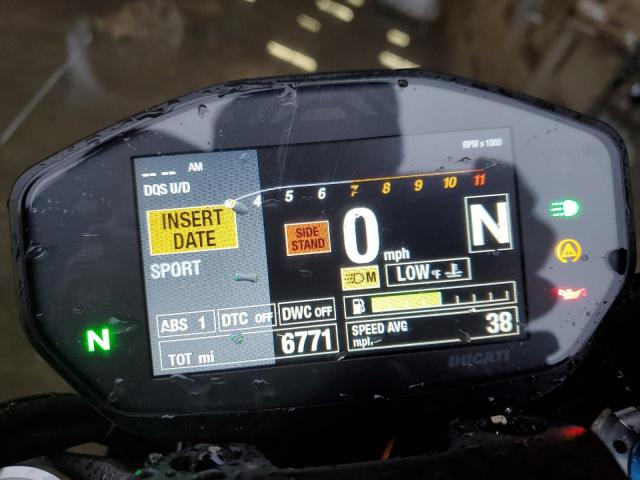 RPM x 1000
-- -- AM
DQS U/D
4 5 6 7 8 9 10 11
INSERT DATE
SIDE STAND
0 mph
N
SPORT
M
LOW °F
ABS 1
DTC OFF
DWC OFF
TOT mi 6771
SPEED AVG mpl. 38
N
DUCATI